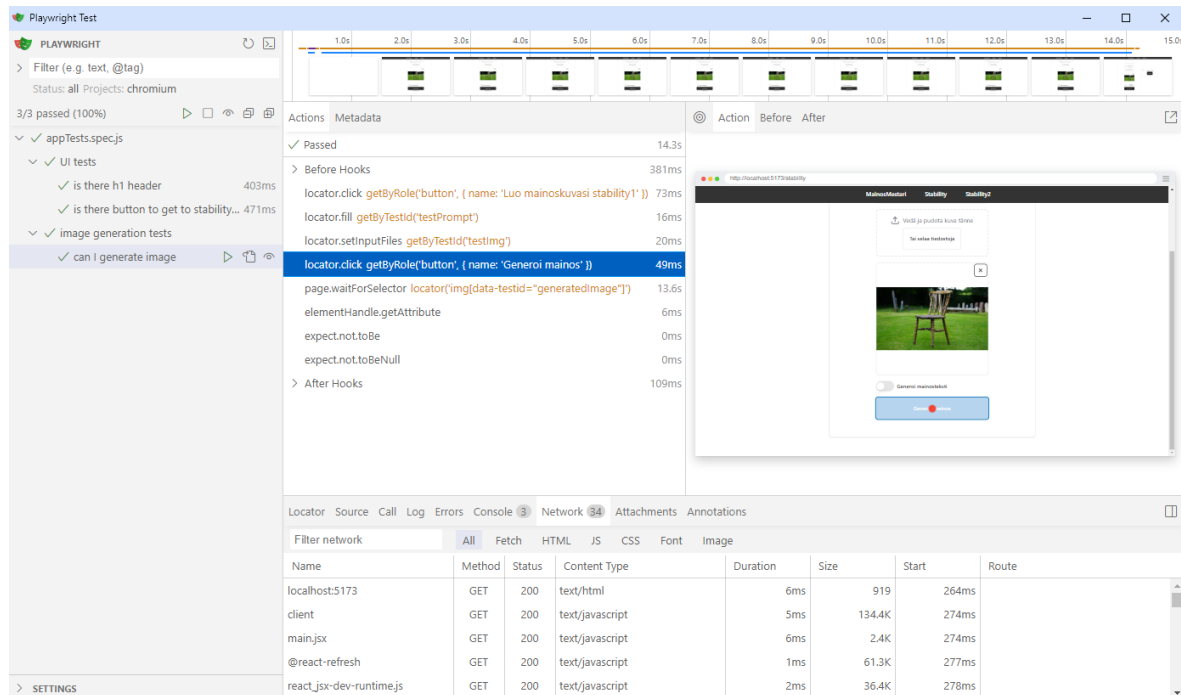 Playwright Test
PLAYWRIGHT
Filter (e.g. text, @tag)
Status: all Projects: chromium
3/3 passed (100%)
appTests.spec.js
UI tests
is there h1 header 403ms
is there button to get to stability... 471ms
image generation tests
can I generate image
SETTINGS
1.0s 2.0s 3.0s 4.0s 5.0s 6.0s 7.0s 8.0s 9.0s 10.0s 11.0s 12.0s 13.0s 14.0s 15.0s
Actions Metadata
Passed 14.3s
Before Hooks 381ms
locator.click getByRole('button', { name: 'Luo mainoskuvasi stability1' }) 73ms
locator.fill getByTestId('testPrompt') 16ms
locator.setInputFiles getByTestId('testImg') 20ms
locator.click getByRole('button', { name: 'Generoi mainos' }) 49ms
page.waitForSelector locator('img[data-testid="generatedImage"]') 13.6s
elementHandle.getAttribute 6ms
expect.not.toBe 0ms
expect.not.toBeNull 0ms
After Hooks 109ms
Action Before After
http://localhost:5173/stability
MainosMestari Stability Stability2
Vedä ja pudota kuva tänne
Tai selaa tiedostoja
Generoi mainosteksti
Locator Source Call Log Errors Console 3 Network 34 Attachments Annotations
Filter network All Fetch HTML JS CSS Font Image
Name Method Status Content Type Duration Size Start Route
localhost:5173 GET 200 text/html 6ms 919 264ms
client GET 200 text/javascript 5ms 134.4K 274ms
main.jsx GET 200 text/javascript 6ms 2.4K 274ms
@react-refresh GET 200 text/javascript 1ms 61.3K 277ms
react_jsx-dev-runtime.js GET 200 text/javascript 2ms 36.4K 278ms